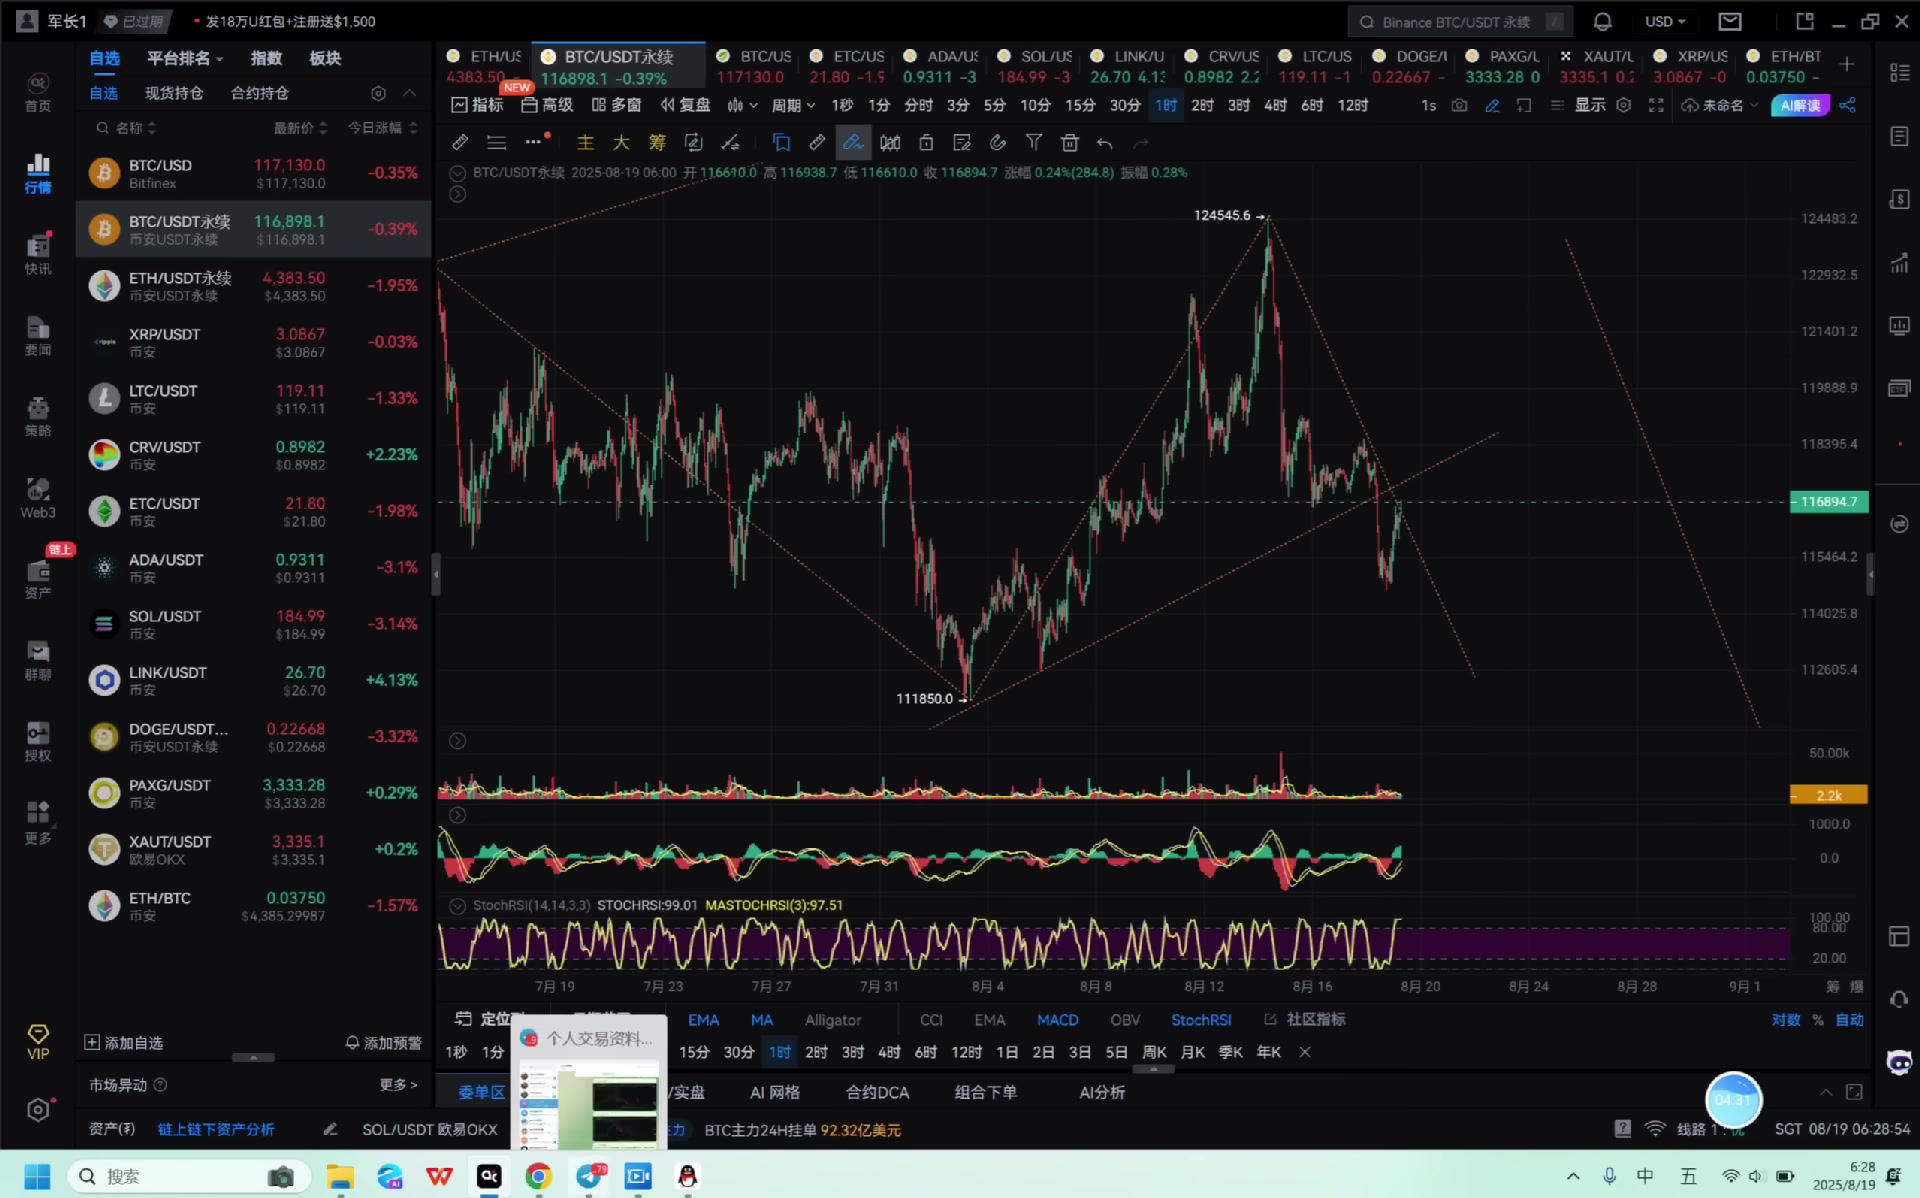 军长1 已过期 • 发18万U红包+注册送$1,500 Binance BTC/USDT 永续 / USD
首页
行情
快讯
要闻
策略
Web3
链上
资产
群聊
授权
更多
VIP
自选 平台排名 指数 板块
自选 现货持仓 合约持仓
名称 最新价 今日涨幅
BTC/USD 117,130.0 -0.35%
Bitfinex $117,130.0
BTC/USDT永续 116,898.1 -0.39%
币安USDT永续 $116,898.1
ETH/USDT永续 4,383.50 -1.95%
币安USDT永续 $4,383.50
XRP/USDT 3.0867 -0.03%
币安 $3.0867
LTC/USDT 119.11 -1.33%
币安 $119.11
CRV/USDT 0.8982 +2.23%
币安 $0.8982
ETC/USDT 21.80 -1.98%
币安 $21.80
ADA/USDT 0.9311 -3.1%
币安 $0.9311
SOL/USDT 184.99 -3.14%
币安 $184.99
LINK/USDT 26.70 +4.13%
币安 $26.70
DOGE/USDT... 0.22668 -3.32%
币安USDT永续 $0.22668
PAXG/USDT 3,333.28 +0.29%
币安 $3,333.28
XAUT/USDT 3,335.1 +0.2%
欧易OKX $3,335.1
ETH/BTC 0.03750 -1.57%
币安 $4,385.29987
添加自选 添加预警
市场异动 更多 >
资产(₮) 链上链下资产分析 SOL/USDT 欧易OKX
ETH/US BTC/USDT永续 BTC/US ETC/US ADA/US SOL/US LINK/U CRV/US LTC/US DOGE/I PAXG/L XAUT/L XRP/US ETH/BT
4383.50 - 116898.1 -0.39% 117130.0 21.80 -1.9 0.9311 -3 184.99 -3 26.70 4.13 0.8982 2.2 119.11 -1 0.22667 - 3333.28 0 3335.1 0.2 3.0867 -0 0.03750 -
NEW
指标 高级 多窗 复盘 周期 1秒 1分 分时 3分 5分 10分 15分 30分 1时 2时 3时 4时 6时 12时 1s 显示 未命名 AI解读
主 大 筹
BTC/USDT永续 2025-08-19 06:00 开 116610.0 高 116938.7 低 116610.0 收 116894.7 涨幅 0.24%(284.8) 振幅 0.28%
124545.6
111850.0
124483.2
122932.5
121401.2
119888.9
118395.4
116894.7
115464.2
114025.8
112605.4
50.00k
2.2k
1000.0
0.0
StochRSI(14,14,3,3) STOCHRSI:99.01 MASTOCHRSI(3):97.51
100.00
80.00
20.00
7月 19 7月 23 7月 27 7月 31 8月 4 8月 8 8月 12 8月 16 8月 20 8月 24 8月 28 9月 1 筹 爆
EMA MA Alligator CCI EMA MACD OBV StochRSI 社区指标 对数 % 自动
1秒 1分 15分 30分 1时 2时 3时 4时 6时 12时 1日 2日 3日 5日 周K 月K 季K 年K
个人交易资料...
委单区 /实盘 AI 网格 合约DCA 组合下单 AI分析
04:31
BTC主力24H挂单 92.32亿美元 SGT 08/19 06:28:54
搜索 79 中 五 6:28
2025/8/19